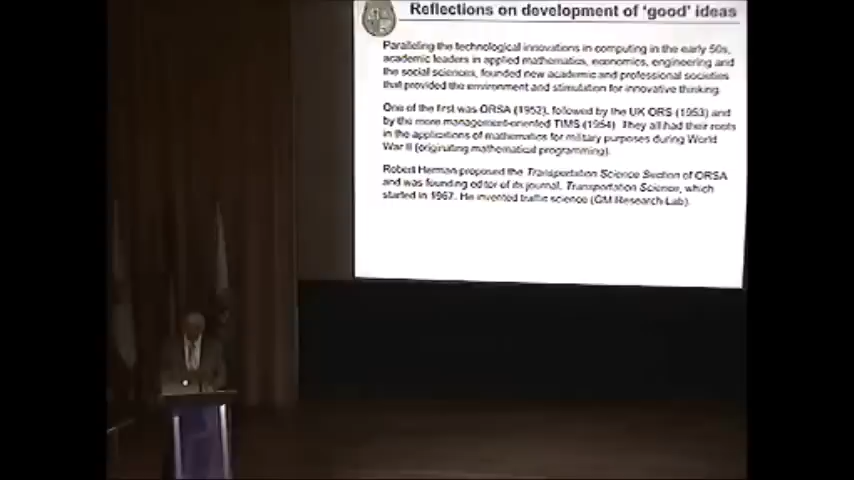 Reflections on development of 'good' ideas
Paralleling the technological innovations in computing in the early 50s,
academic leaders in applied mathematics, economics, engineering and
the social sciences, founded new academic and professional societies
that provided the environment and stimulation for innovative thinking.
One of the first was ORSA (1952), followed by the UK ORS (1953) and
by the more management-oriented TIMS (1954). They all had their roots
in the applications of mathematics for military purposes during World
War II (originating mathematical programming).
Robert Herman proposed the Transportation Science Section of ORSA
and was founding editor of its journal, Transportation Science, which
started in 1967. He invented traffic science (GM Research Lab).